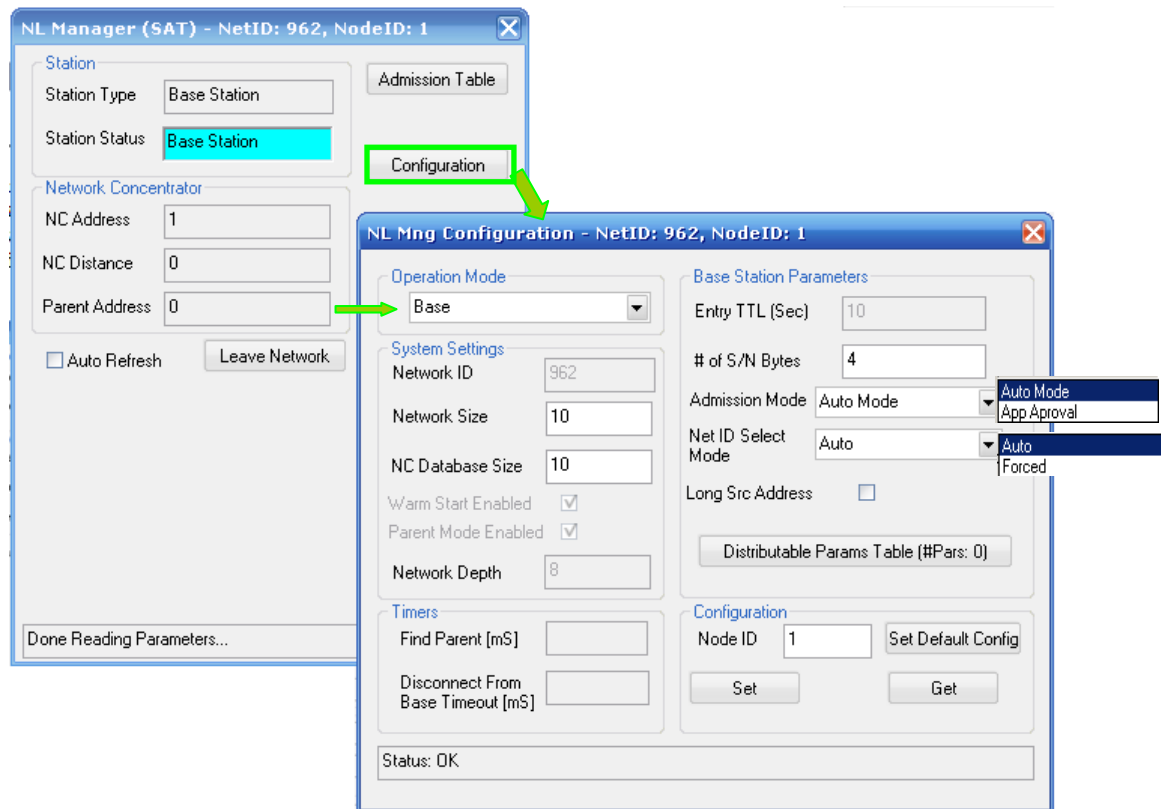 NL Manager (SAT) - NetID: 962, NodeID: 1
Station
Station Type Base Station
Station Status Base Station
Admission Table
Configuration
Network Concentrator
NC Address 1
NC Distance 0
Parent Address 0
Auto Refresh Leave Network
Done Reading Parameters...
NL Mng Configuration - NetID: 962, NodeID: 1
Operation Mode
Base
System Settings
Network ID 962
Network Size 10
NC Database Size 10
Warm Start Enabled
Parent Mode Enabled
Network Depth 8
Timers
Find Parent [mS]
Disconnect From
Base Timeout [mS]
Base Station Parameters
Entry TTL (Sec) 10
# of S/N Bytes 4
Admission Mode Auto Mode
Auto Mode
App Aproval
Net ID Select
Mode
Auto
Auto
Forced
Long Src Address
Distributable Params Table (#Pars: 0)
Configuration
Node ID 1 Set Default Config
Set Get
Status: OK